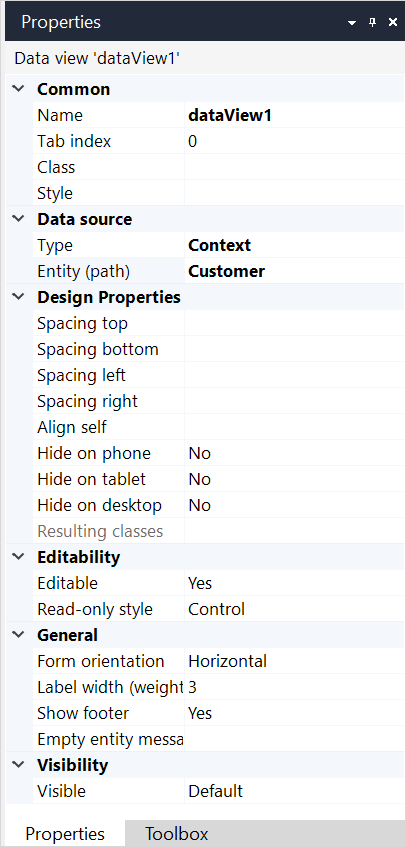 Properties
Data view 'dataView1'
Common
Name dataView1
Tab index 0
Class
Style
Data source
Type Context
Entity (path) Customer
Design Properties
Spacing top
Spacing bottom
Spacing left
Spacing right
Align self
Hide on phone No
Hide on tablet No
Hide on desktop No
Resulting classes
Editability
Editable Yes
Read-only style Control
General
Form orientation Horizontal
Label width (weight 3
Show footer Yes
Empty entity messa
Visibility
Visible Default
Properties Toolbox